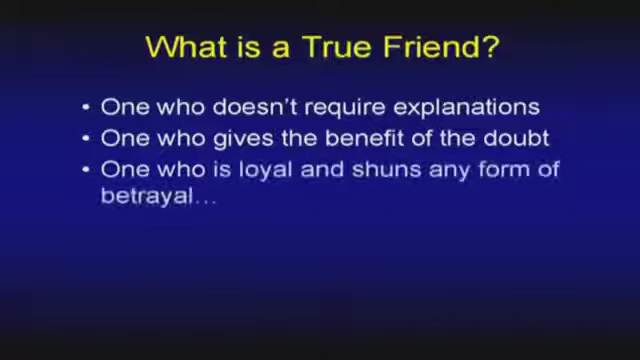 What is a True Friend?
• One who doesn't require explanations
• One who gives the benefit of the doubt
• One who is loyal and shuns any form of
betrayal...